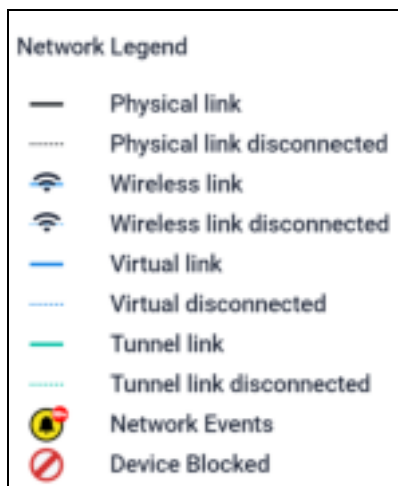 Network Legend
Physical link
Physical link disconnected
Wireless link
Wireless link disconnected
Virtual link
Virtual disconnected
Tunnel link
Tunnel link disconnected
Network Events
Device Blocked